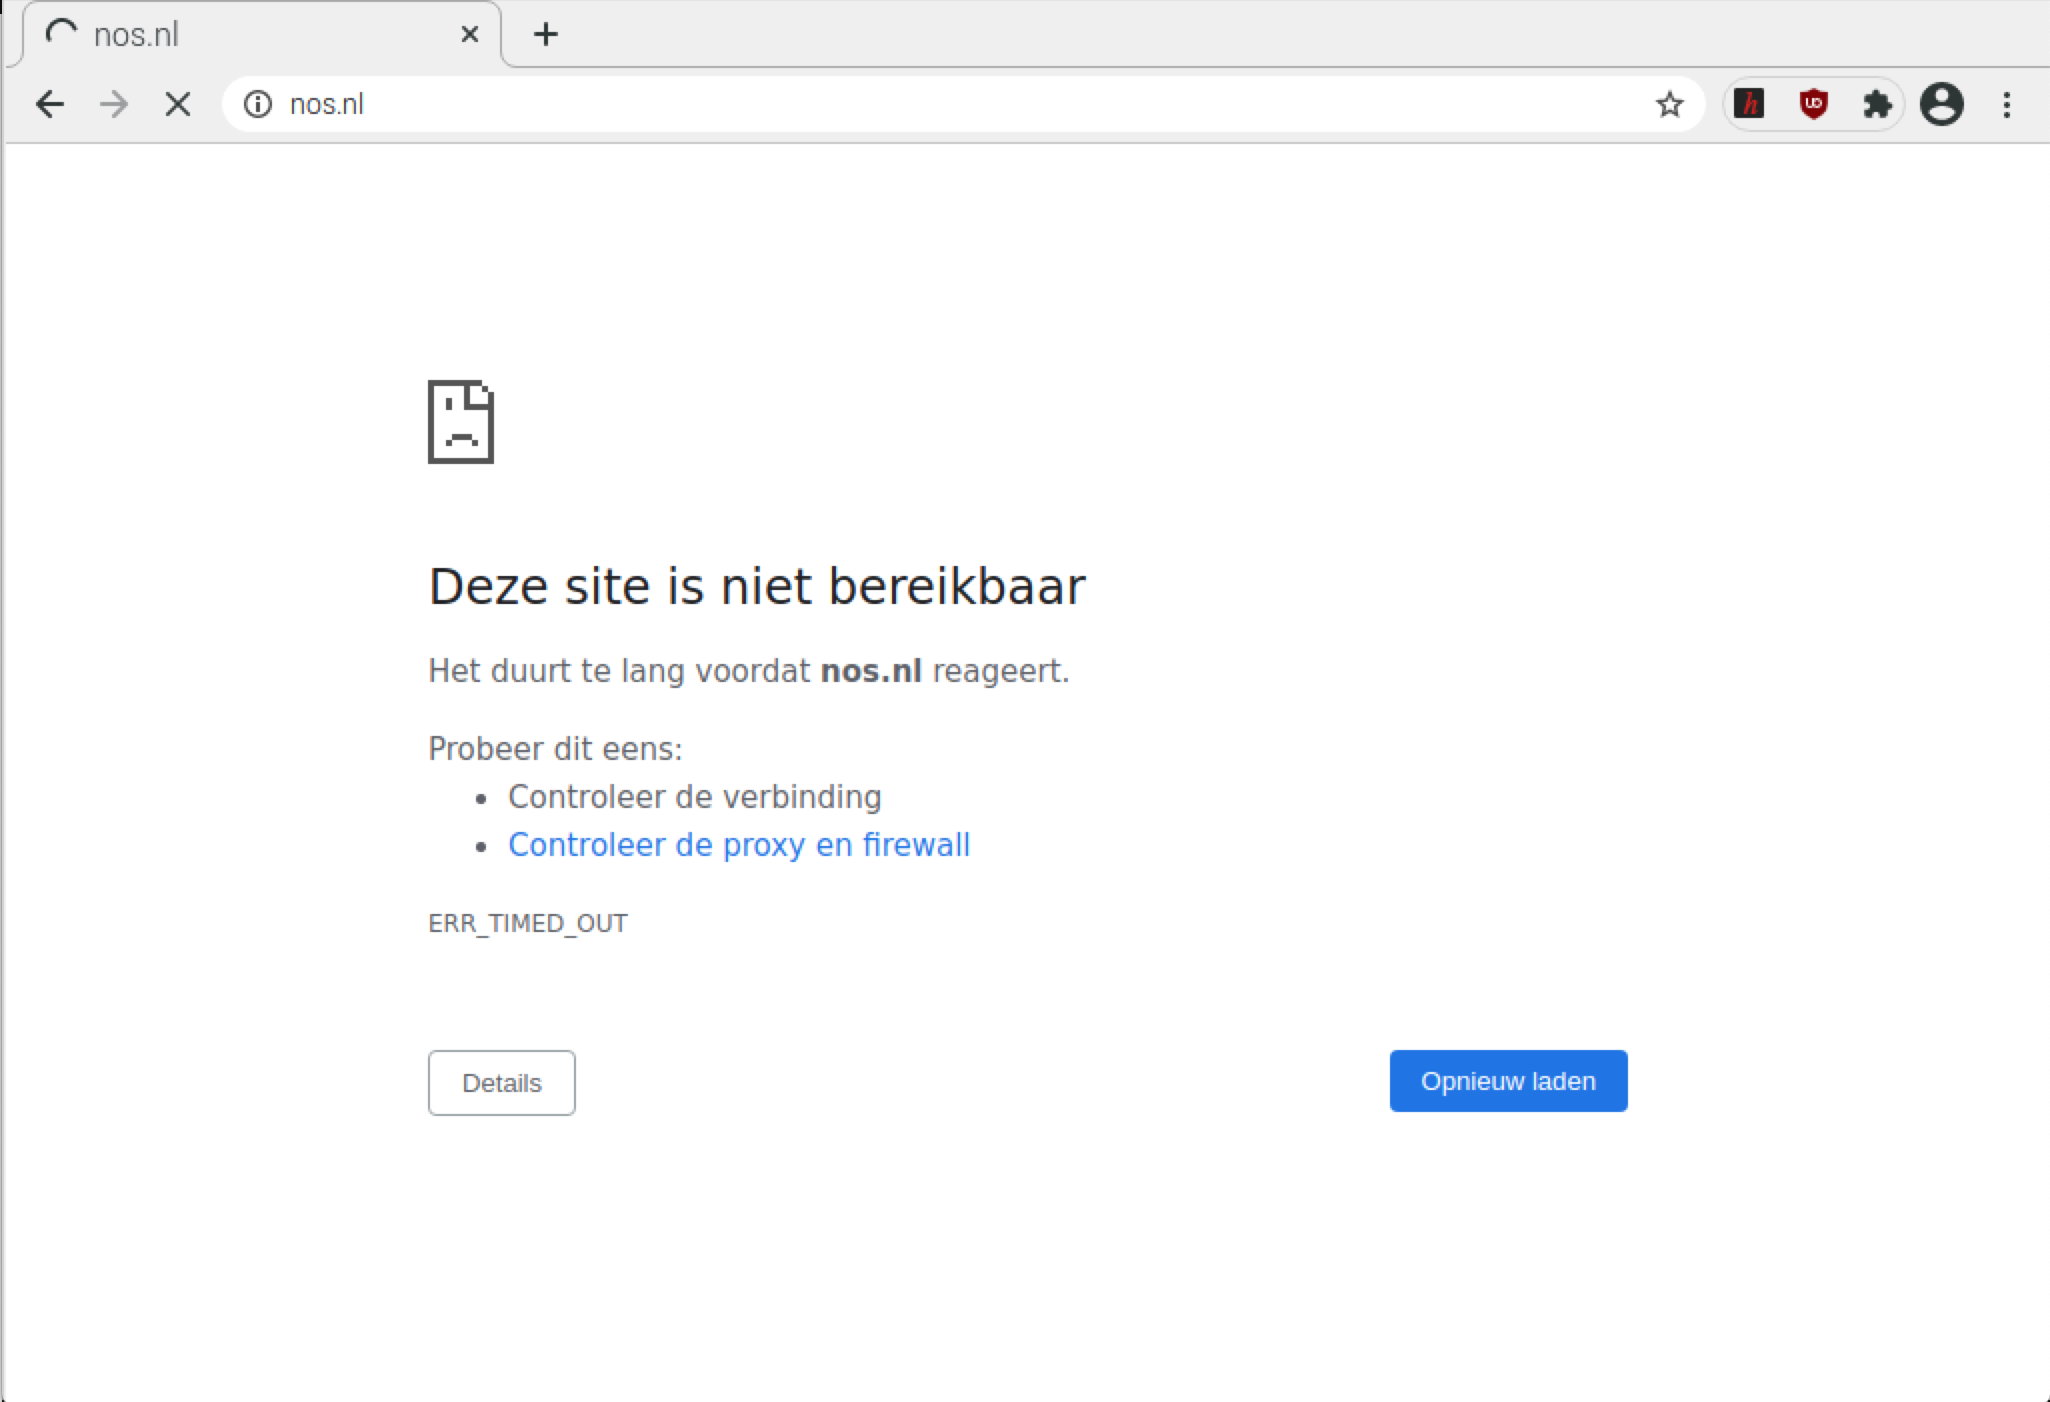 nos.nl
nos.nl
h
UO
Deze site is niet bereikbaar
Het duurt te lang voordat nos.nl reageert.
Probeer dit eens:
Controleer de verbinding
Controleer de proxy en firewall
ERR_TIMED_OUT
Details
Opnieuw laden